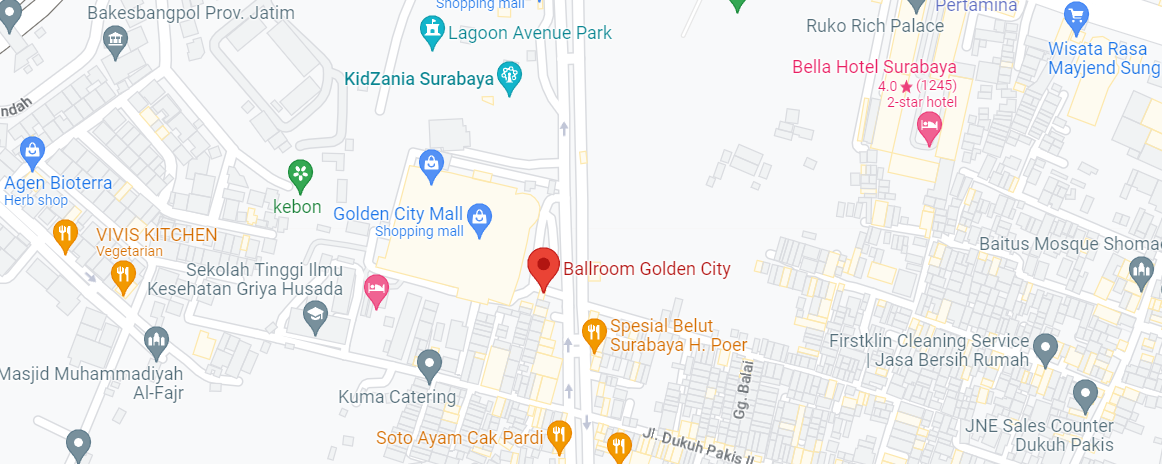 Bakesbangpol Prov. Jatim
Shopping mall
Pertamina
Ruko Rich Palace
Lagoon Avenue Park
Wisata Rasa
Mayjend Sung
KidZania Surabaya
Bella Hotel Surabaya
4.0 ★ (1245)
2-star hotel
ndah
Agen Bioterra
Herb shop
kebon
Golden City Mall
Shopping mall
VIVIS KITCHEN
Vegetarian
Baitus Mosque Shomac
Sekolah Tinggi Ilmu
Kesehatan Griya Husada
Ballroom Golden City
Spesial Belut
Surabaya H. Poer
Firstklin Cleaning Service
| Jasa Bersih Rumah
Masjid Muhammadiyah
Al-Fajr
Kuma Catering
Gg. Balai
JNE Sales Counter
Dukuh Pakis
Soto Ayam Cak Pardi
Jl. Dukuh Pakis II